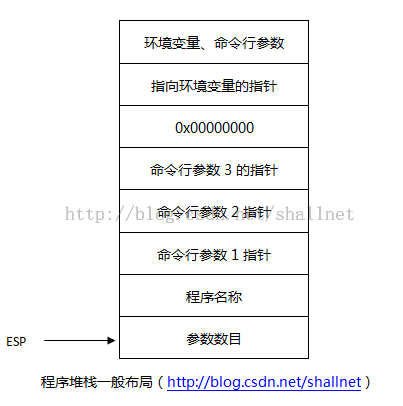 环境变量、命令行参数
指向环境变量的指针
0x00000000
命令行参数 3 的指针
http://blog.csdn.net/shallnet
命令行参数 2 指针
命令行参数 1 指针
程序名称
ESP
参数数目
程序堆栈一般布局（http://blog.csdn.net/shallnet）